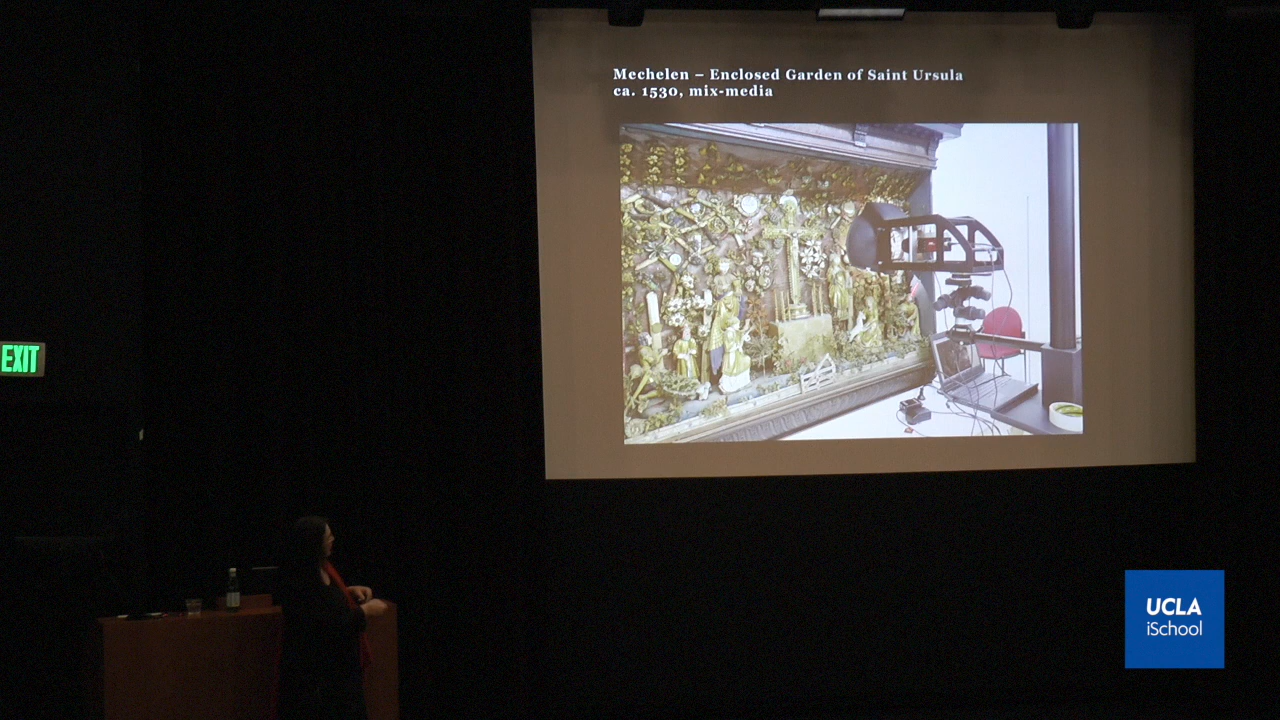 Mechelen – Enclosed Garden of Saint Ursula
ca. 1530, mix-media
EXIT
UCLA
iSchool